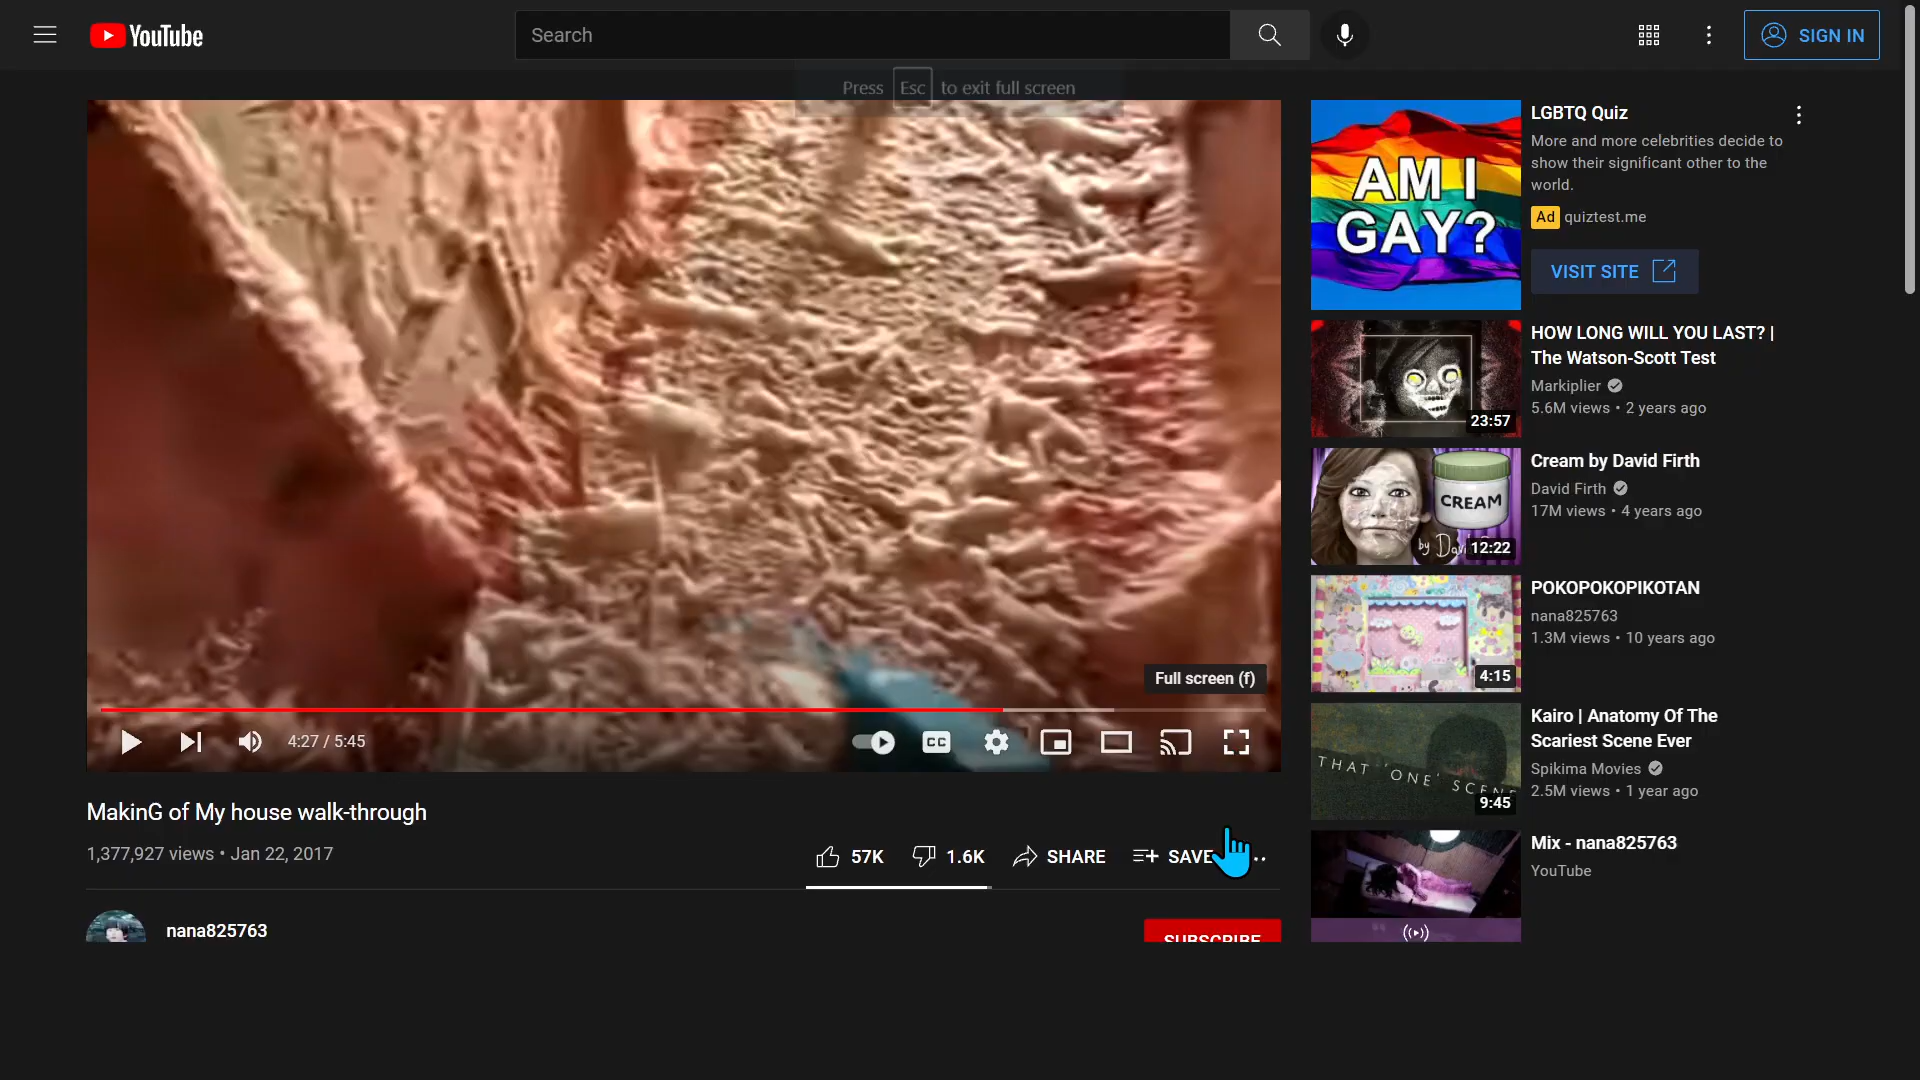 YouTube
Search
SIGN IN
Press Esc to exit full screen
Full screen (f)
4:27 / 5:45
CC
MakinG of My house walk-through
1,377,927 views • Jan 22, 2017
57K
1.6K
SHARE
SAVE
nana825763
SUBSCRIBE
AM I
GAY?
LGBTQ Quiz
More and more celebrities decide to
show their significant other to the
world.
Ad quiztest.me
VISIT SITE
23:57
HOW LONG WILL YOU LAST? |
The Watson-Scott Test
Markiplier
5.6M views • 2 years ago
CREAM
by Davi
12:22
Cream by David Firth
David Firth
17M views • 4 years ago
4:15
POKOPOKOPIKOTAN
nana825763
1.3M views • 10 years ago
THAT 'ONE' SCENE
9:45
Kairo | Anatomy Of The
Scariest Scene Ever
Spikima Movies
2.5M views • 1 year ago
Mix - nana825763
YouTube